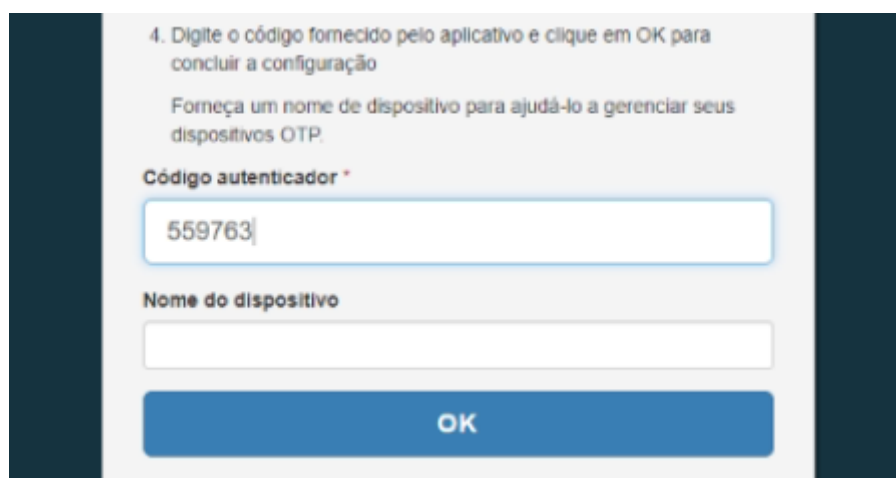 4. Digite o código fornecido pelo aplicativo e clique em OK para
concluir a configuração
Forneça um nome de dispositivo para ajudá-lo a gerenciar seus
dispositivos OTP.
Código autenticador *
559763
Nome do dispositivo
OK